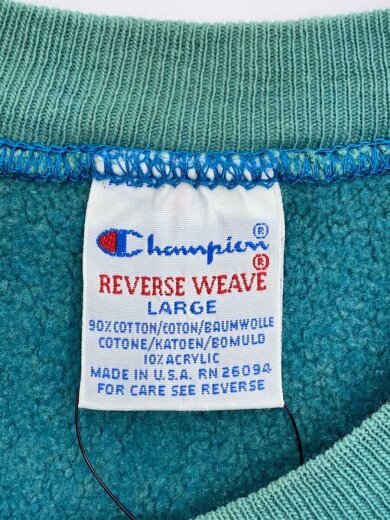 Champion®
REVERSE WEAVE®
LARGE
90%COTTON/COTON/BAUMWOLLE
COTONE/KATOEN/BOMULD
10%ACRYLIC
MADE IN U.S.A. RN 26094
FOR CARE SEE REVERSE